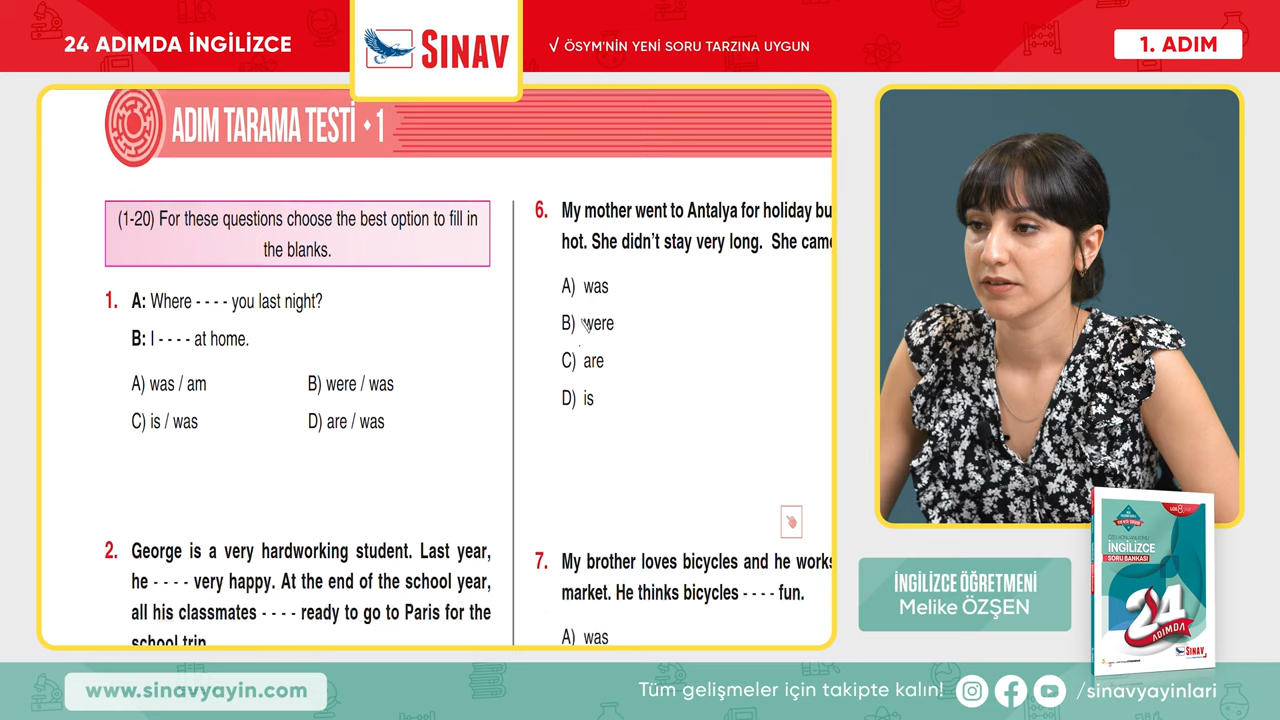 24 ADIMDA İNGİLİZCE
SINAV
√ ÖSYM'NİN YENİ SORU TARZINA UYGUN
1. ADIM
ADIM TARAMA TESTİ • 1
(1-20) For these questions choose the best option to fill in
the blanks.
1. A: Where - - - - you last night?
B: I - - - - at home.
A) was / am
B) were / was
C) is / was
D) are / was
2. George is a very hardworking student. Last year,
he - - - - very happy. At the end of the school year,
all his classmates - - - - ready to go to Paris for the
school trip.
6. My mother went to Antalya for holiday bu
hot. She didn't stay very long. She came
A) was
B) were
C) are
D) is
7. My brother loves bicycles and he works
market. He thinks bicycles - - - - fun.
A) was
İNGİLİZCE ÖĞRETMENİ
Melike ÖZŞEN
İNGİLİZCE
SORU BANKASI
24
ADIMDA
SINAV
www.sinavyayin.com
Tüm gelişmeler için takipte kalın!
/sinavyayinlari